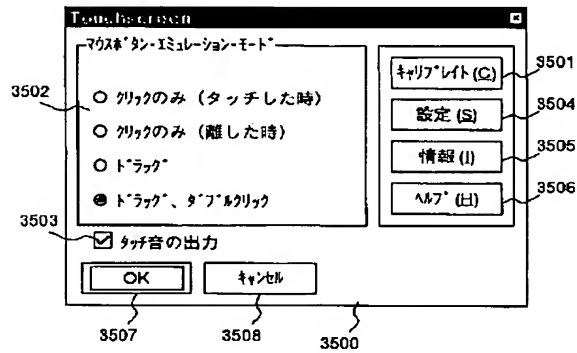 Touchscreen
マウスボタン-エミュレーション-モード
クリックのみ (タッチした時)
クリックのみ (離した時)
ドラッグ
ドラッグ、ダブルクリック
タッチ音の出力
OK
キャンセル
キャリブレイト (C)
設定 (S)
情報 (I)
ヘルプ (H)
3501
3502
3504
3505
3506
3503
3507
3508
3500